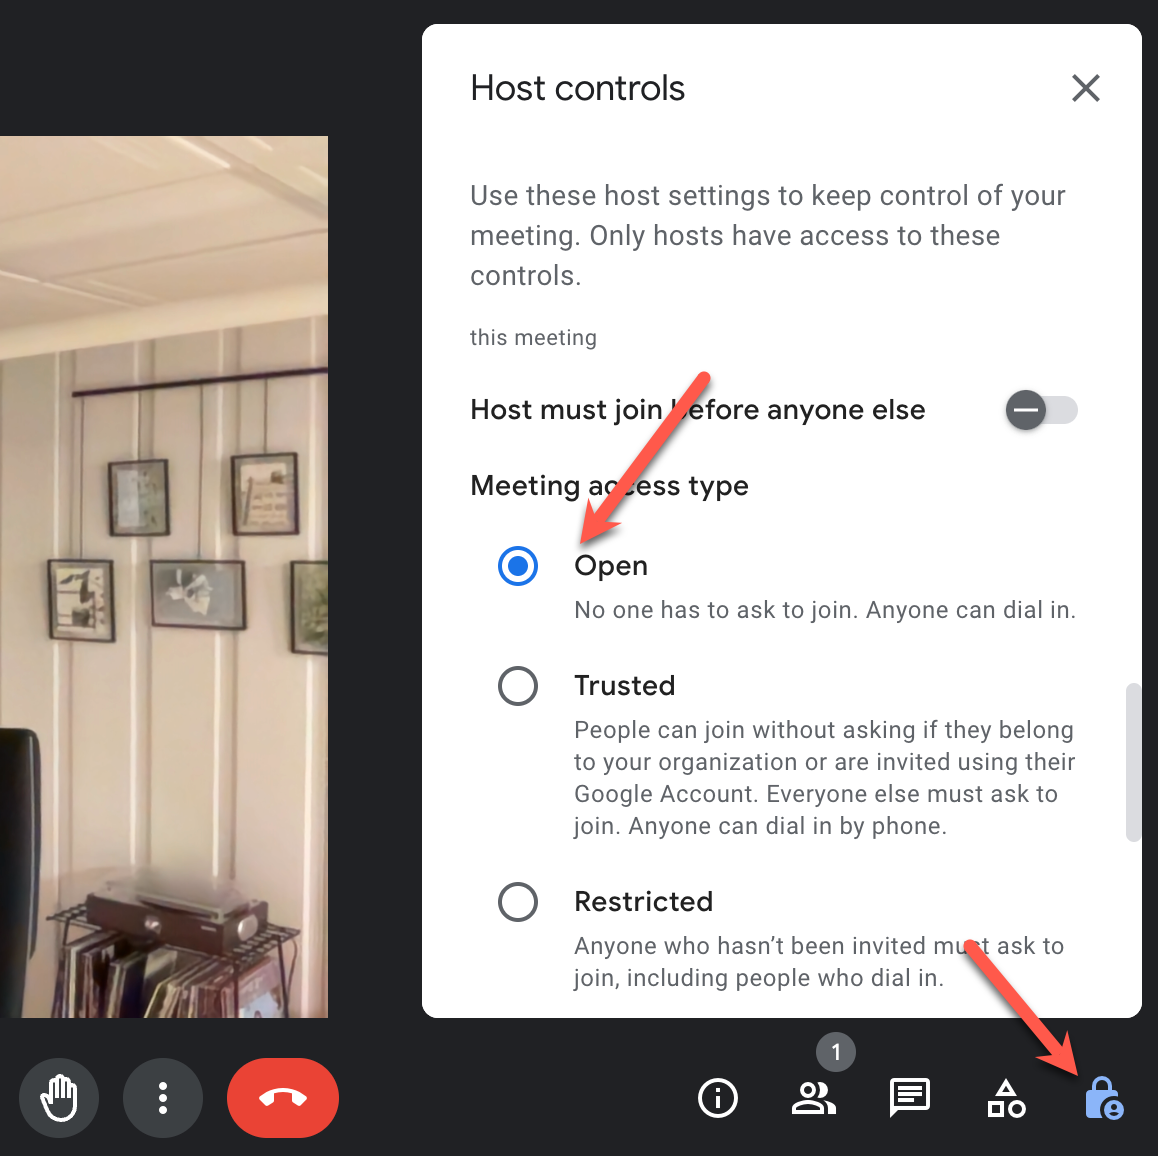 Host controls
Use these host settings to keep control of your
meeting. Only hosts have access to these
controls.
this meeting
Host must join before anyone else
Meeting access type
Open
No one has to ask to join. Anyone can dial in.
Trusted
People can join without asking if they belong
to your organization or are invited using their
Google Account. Everyone else must ask to
join. Anyone can dial in by phone.
Restricted
Anyone who hasn’t been invited must ask to
join, including people who dial in.
1